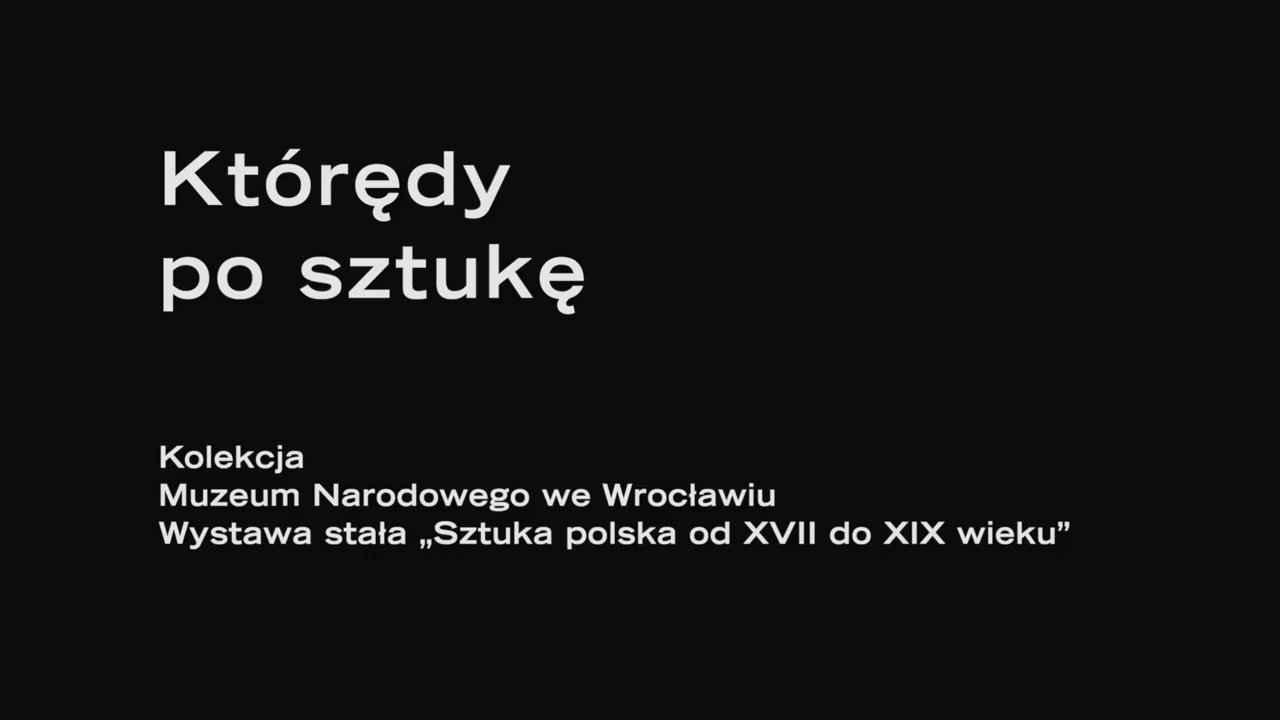 Którędy
po sztukę
Kolekcja
Muzeum Narodowego we Wrocławiu
Wystawa stała „Sztuka polska od XVII do XIX wieku”